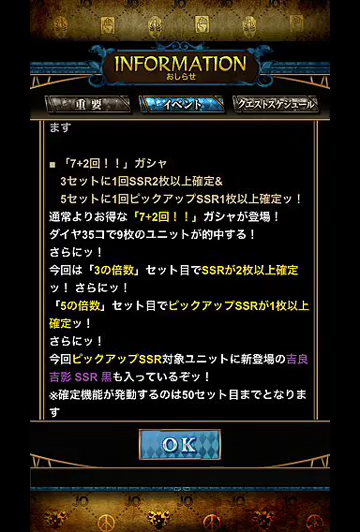 INFORMATION
おしらせ
重要 イベント クエストスケジュール
ます
■ 「7+2回！！」ガシャ
3セットに1回SSR2枚以上確定&
5セットに1回ピックアップSSR1枚以上確定ッ！
通常よりお得な「7+2回！！」ガシャが登場！
ダイヤ35コで9枚のユニットが的中する！
さらにッ！
今回は「3の倍数」セット目でSSRが2枚以上確定
ッ！ さらにッ！
「5の倍数」セット目でピックアップSSRが1枚以上
確定ッ！
さらにッ！
今回ピックアップSSR対象ユニットに新登場の吉良
吉影 SSR 黒も入っているぞッ！
※確定機能が発動するのは50セット目までとなりま
す
OK